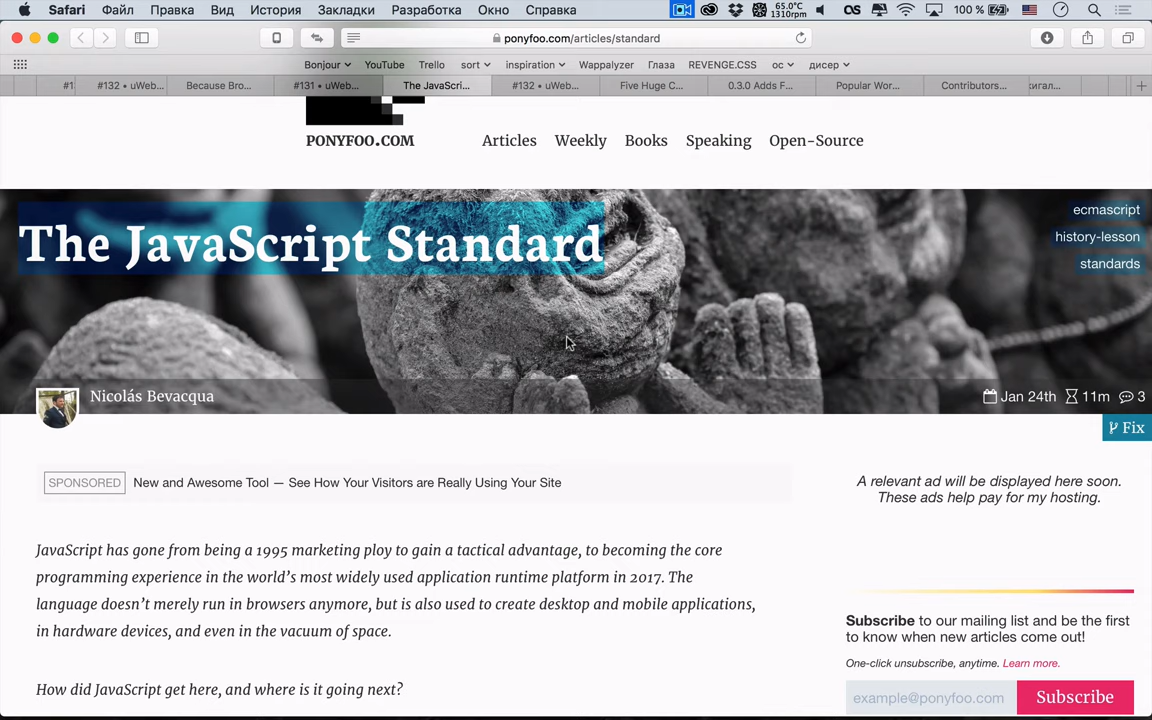 Safari Файл Правка Вид История Закладки Разработка Окно Справка 65.0°C 1310rpm 100 %
ponyfoo.com/articles/standard
Bonjour YouTube Trello sort inspiration Wappalyzer Глаза REVENGE.CSS ос дисер
#1 #132 • uWeb... Because Bro... #131 • uWeb... The JavaScri... #132 • uWeb... Five Huge C... 0.3.0 Adds F... Popular Wor... Contributors...
PONYFOO.COM Articles Weekly Books Speaking Open-Source
The JavaScript Standard
ecmascript
history-lesson
standards
Nicolás Bevacqua Jan 24th 11m 3
Fix
SPONSORED New and Awesome Tool — See How Your Visitors are Really Using Your Site
A relevant ad will be displayed here soon.
These ads help pay for my hosting.
JavaScript has gone from being a 1995 marketing ploy to gain a tactical advantage, to becoming the core
programming experience in the world’s most widely used application runtime platform in 2017. The
language doesn’t merely run in browsers anymore, but is also used to create desktop and mobile applications,
in hardware devices, and even in the vacuum of space.
How did JavaScript get here, and where is it going next?
Subscribe to our mailing list and be the first
to know when new articles come out!
One-click unsubscribe, anytime. Learn more.
example@ponyfoo.com Subscribe